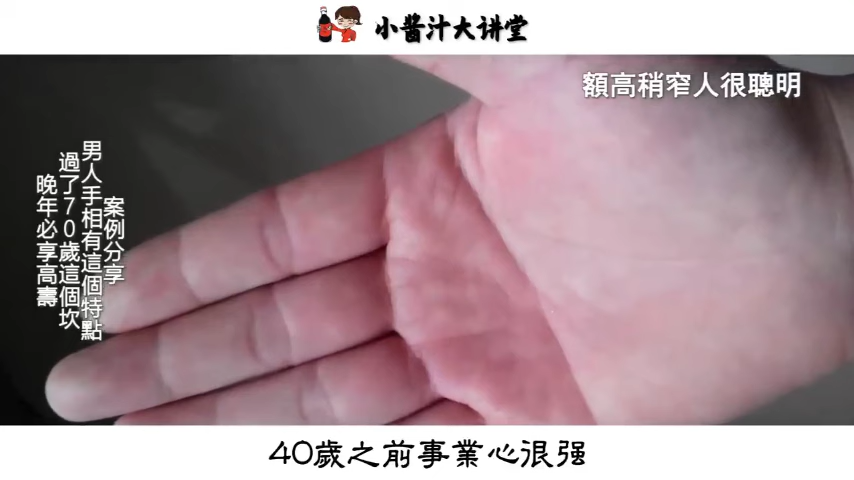 小酱汁大讲堂
額高稍窄人很聰明
案例分享
男人手相有這個特點
過了70歲這個坎
晚年必享高壽
40歲之前事業心很强